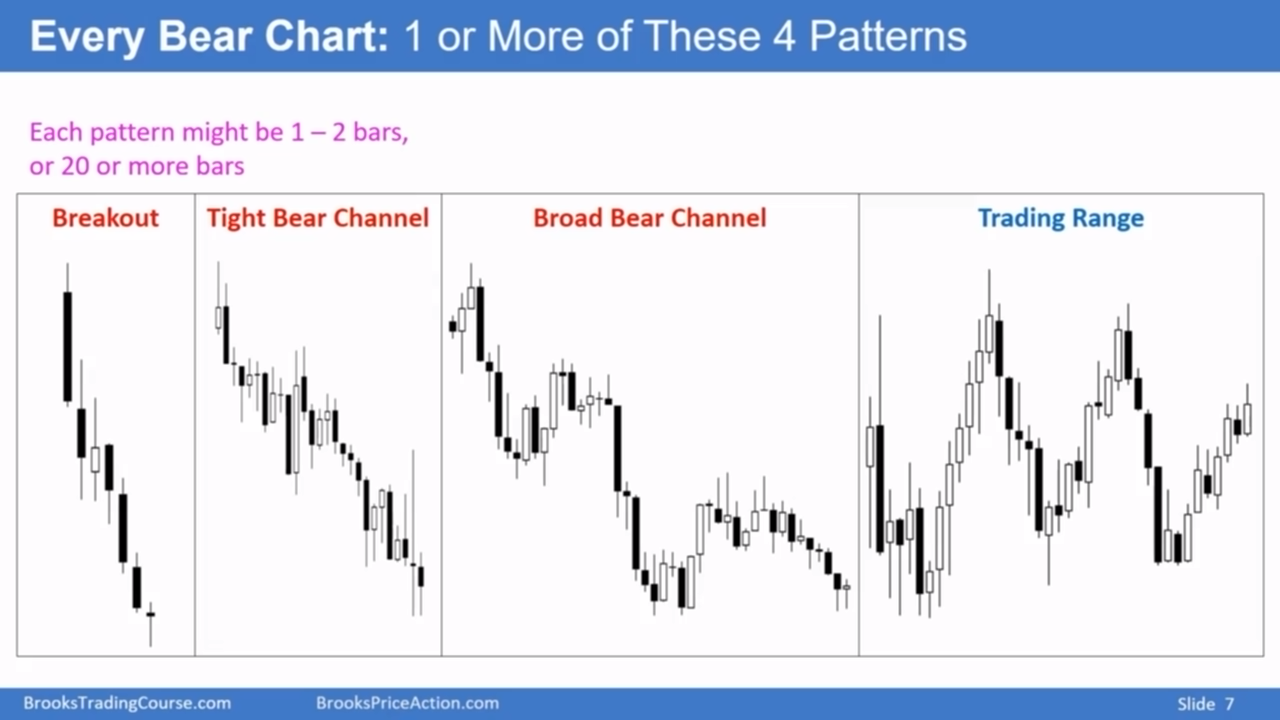 Every Bear Chart: 1 or More of These 4 Patterns
Each pattern might be 1 – 2 bars,
or 20 or more bars
Breakout
Tight Bear Channel
Broad Bear Channel
Trading Range
BrooksTradingCourse.com
BrooksPriceAction.com
Slide 7